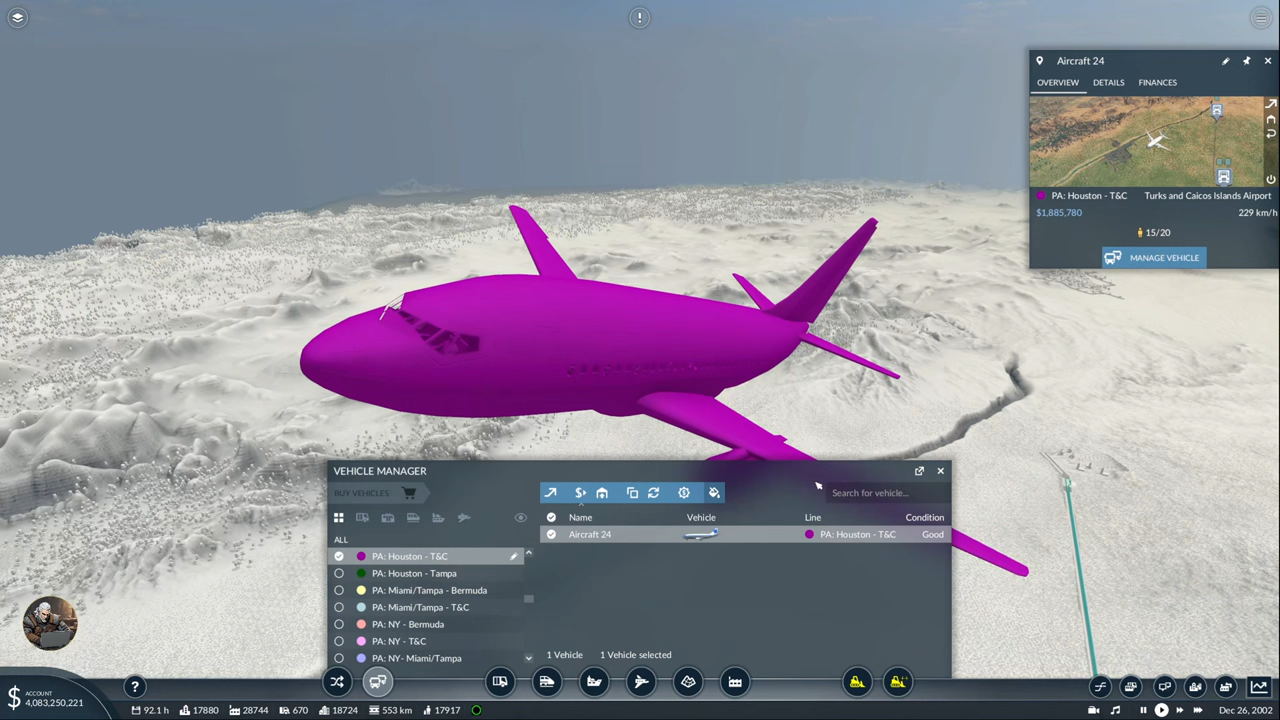 Aircraft 24
OVERVIEW DETAILS FINANCES
PA: Houston - T&C Turks and Caicos Islands Airport
$1,885,780 229 km/h
15/20
MANAGE VEHICLE
VEHICLE MANAGER
BUY VEHICLES
Search for vehicle...
Name Vehicle Line Condition
Aircraft 24 PA: Houston - T&C Good
ALL
PA: Houston - T&C
PA: Houston - Tampa
PA: Miami/Tampa - Bermuda
PA: Miami/Tampa - T&C
PA: NY - Bermuda
PA: NY - T&C
PA: NY- Miami/Tampa
1 Vehicle 1 Vehicle selected
$ ACCOUNT
4,083,250,221
?
92.1 h 17880 28744 670 18724 553 km 17917
Dec 26, 2002